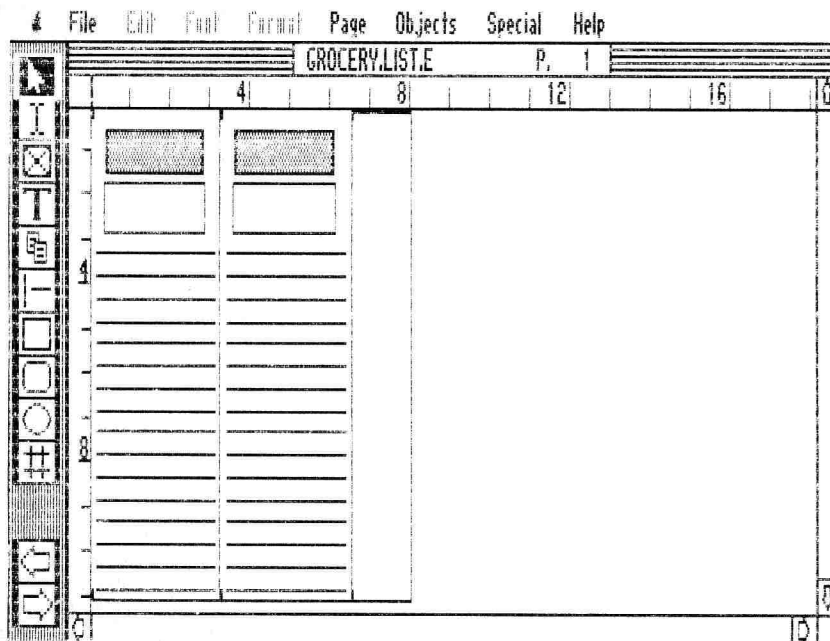 File Edit Font Format Page Objects Special Help
GROCERY.LIST.E P. 1
4 8 12 16
T
4
8